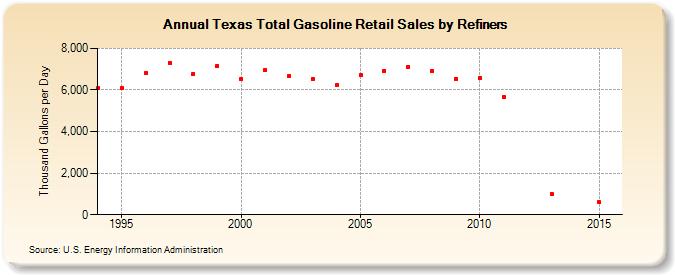 Annual Texas Total Gasoline Retail Sales by Refiners
Thousand Gallons per Day
8,000
6,000
4,000
2,000
0
1995 2000 2005 2010 2015
Source: U.S. Energy Information Administration